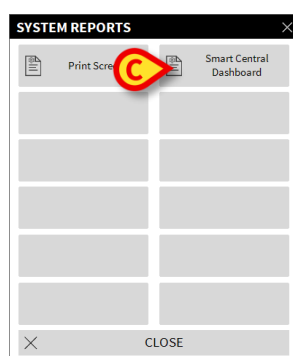 SYSTEM REPORTS
Print Scre
C
Smart Central
Dashboard
CLOSE